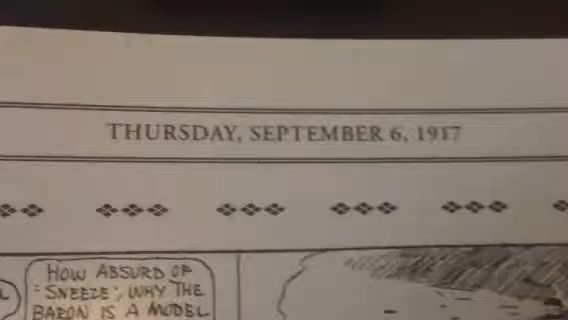 THURSDAY, SEPTEMBER 6, 1917
HOW ABSURD OF
"SNEEZE", WHY THE
BARON IS A MODEL